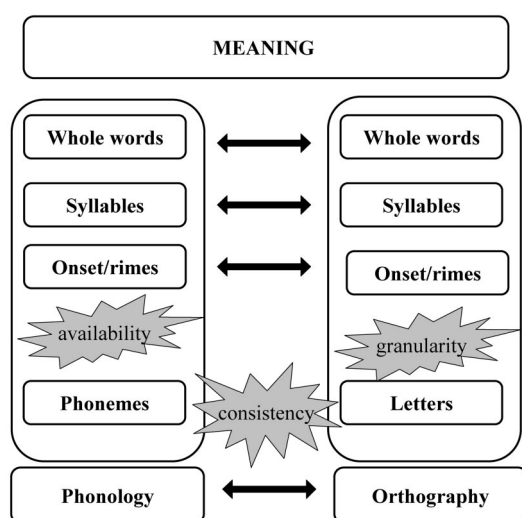 MEANING
Whole words
Whole words
Syllables
Syllables
Onset/rimes
Onset/rimes
availability
granularity
Phonemes
consistency
Letters
Phonology
Orthography